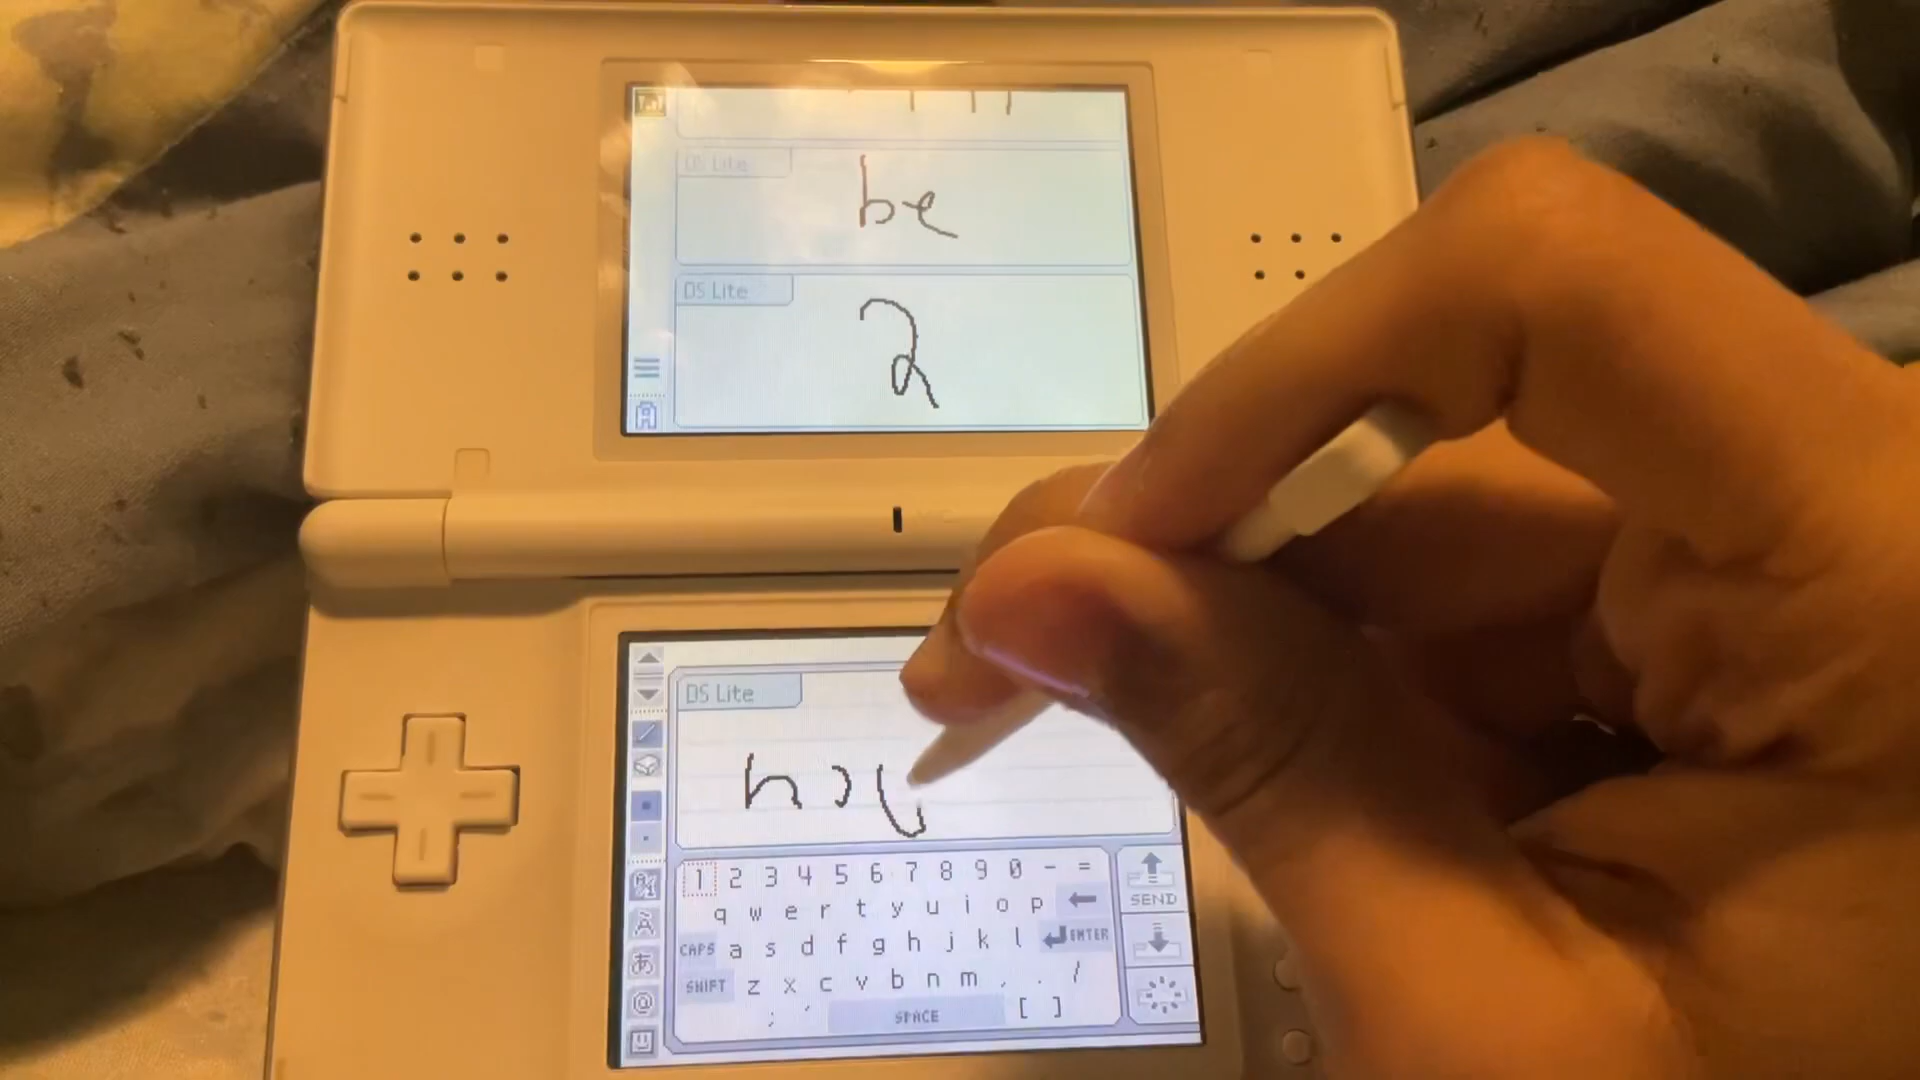 DS Lite
be
DS Lite
2
DS Lite
1 2 3 4 5 6 7 8 9 0 - =
q w e r t y u i o p
CAPS a s d f g h j k l ENTER
SHIFT z x c v b n m , . /
; ' SPACE [ ]
SEND